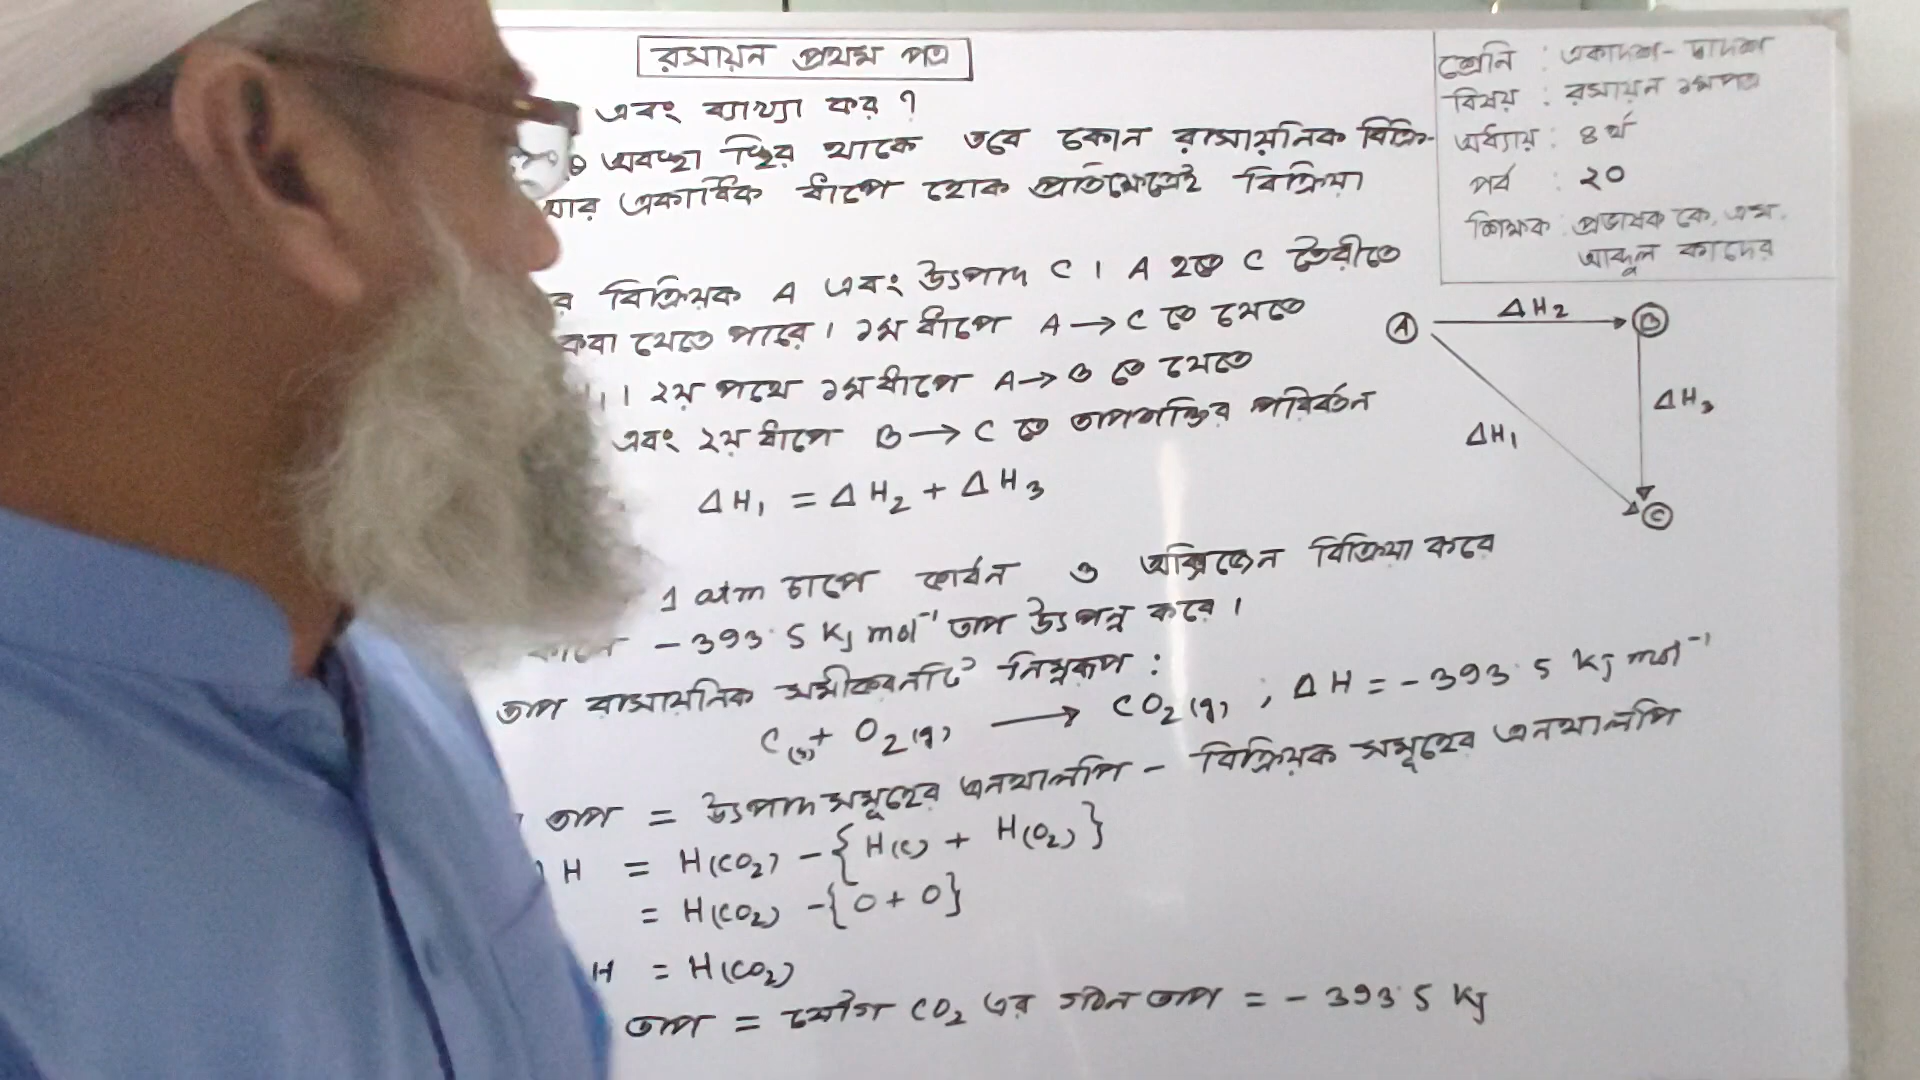 রসায়ন প্রথম পত্র
এবং ব্যাখ্যা কর ?
অবস্থা স্থির থাকে তবে কোন রাসায়নিক বিক্রি-
য়ার একাধিক ধাপে হোক প্রতিক্ষেত্রেই বিক্রিয়া
বিক্রিয়ক A এবং উৎপাদ C । A হতে C তৈরীতে
করা যেতে পারে। ১ম ধাপে A → C তে যেতে
। ২য় পথে ১ম ধাপে A → B তে যেতে
এবং ২য় ধাপে B → C তে তাপশক্তির পরিবর্তন
ΔH₁ = ΔH₂ + ΔH₃
1 atm চাপে কার্বন ও অক্সিজেন বিক্রিয়া করে
কালে -393.5 KJ mol⁻¹ তাপ উৎপন্ন করে।
তাপ রাসায়নিক সমীকরনটি নিম্নরূপ :
C(s) + O₂(g) → CO₂(g) ; ΔH = -393.5 KJ mol⁻¹
তাপ = উৎপাদ সমূহের এনথালপি - বিক্রিয়ক সমূহের এনথালপি
H = H(CO₂) - {H(C) + H(O₂)}
= H(CO₂) - {0 + 0}
H = H(CO₂)
তাপ = যৌগ CO₂ এর গঠন তাপ = - 393.5 KJ
শ্রেনি : একাদশ - দ্বাদশ
বিষয় : রসায়ন ১ম পত্র
অধ্যায় : ৪র্থ
পর্ব : ২০
শিক্ষক : প্রভাষক কে. এম.
আব্দুল কাদের
A ΔH₂ B
ΔH₃
ΔH₁
C